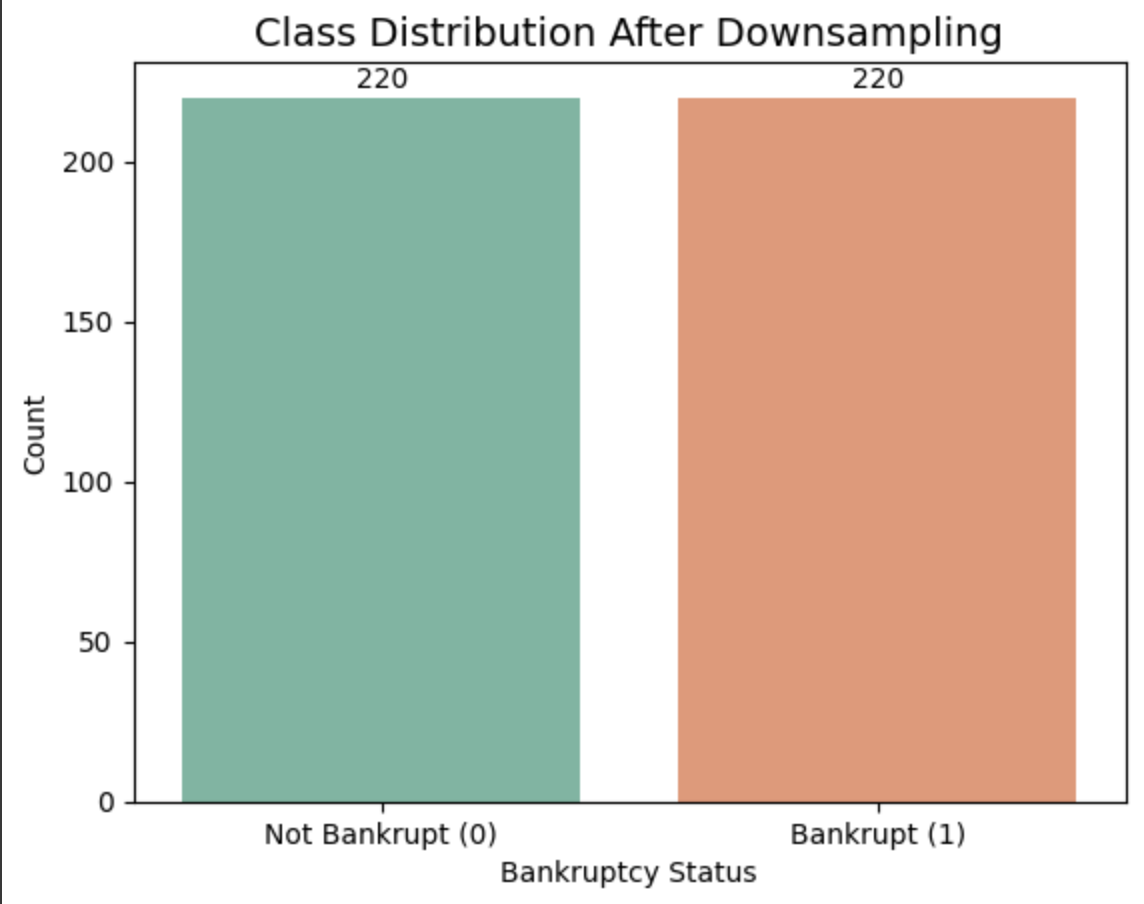 Class Distribution After Downsampling
220 220
200
150
100
50
0
Count
Not Bankrupt (0) Bankrupt (1)
Bankruptcy Status